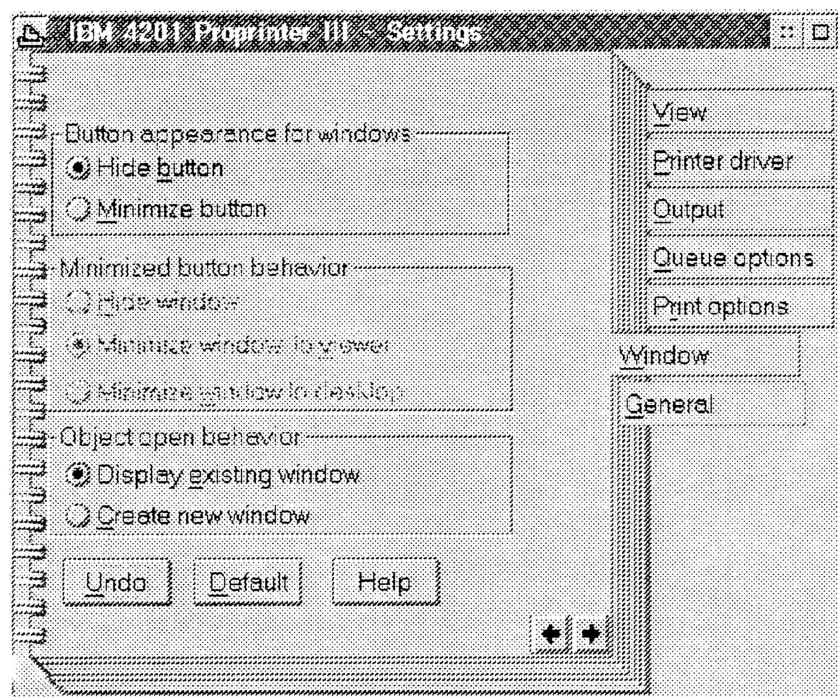 IBM 4201 Proprinter III - Settings
Button appearance for windows
Hide button
Minimize button
Minimized button behavior
Hide window
Minimize window to viewer
Minimize window to desktop
Object open behavior
Display existing window
Create new window
Undo
Default
Help
View
Printer driver
Output
Queue options
Print options
Window
General